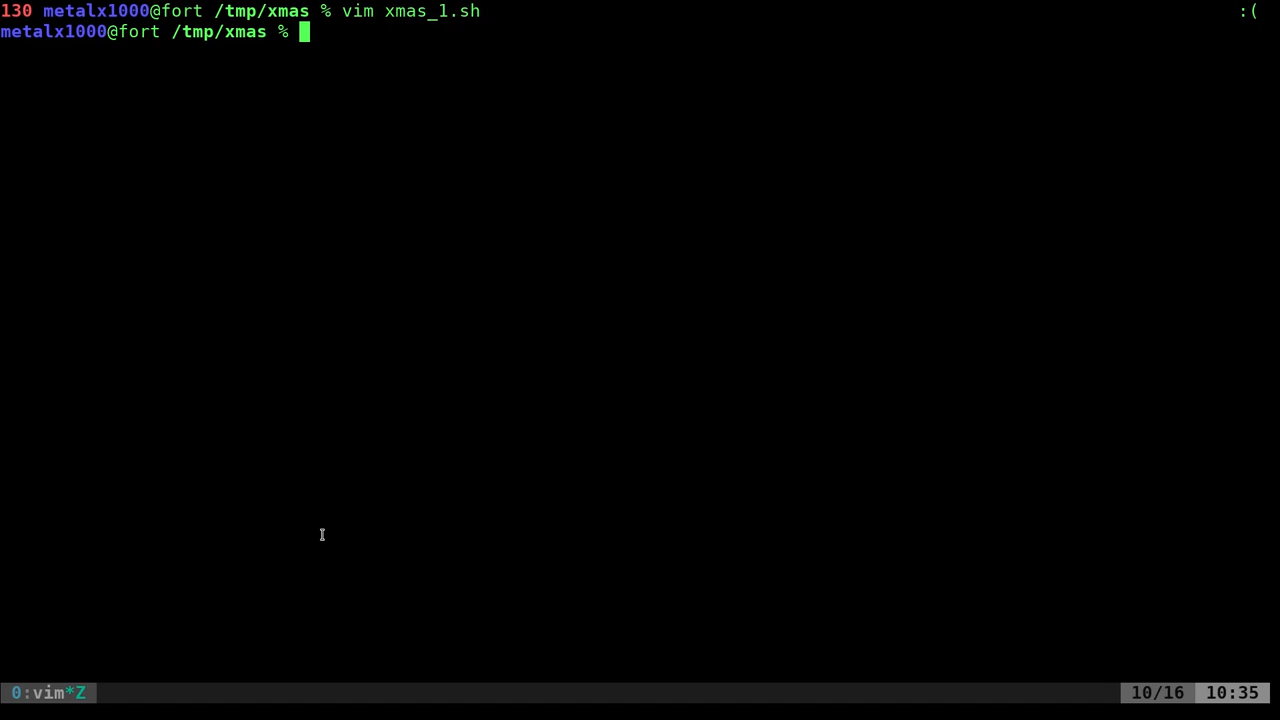 130 metalx1000@fort /tmp/xmas % vim xmas_1.sh :(
metalx1000@fort /tmp/xmas %
0:vim*Z 10/16 10:35